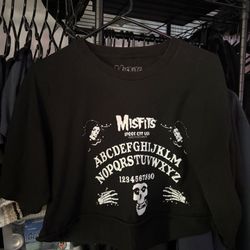 MISFITS
ABCDEFGHIJKLM
NOPQRSTUVWXYZ
1234567890